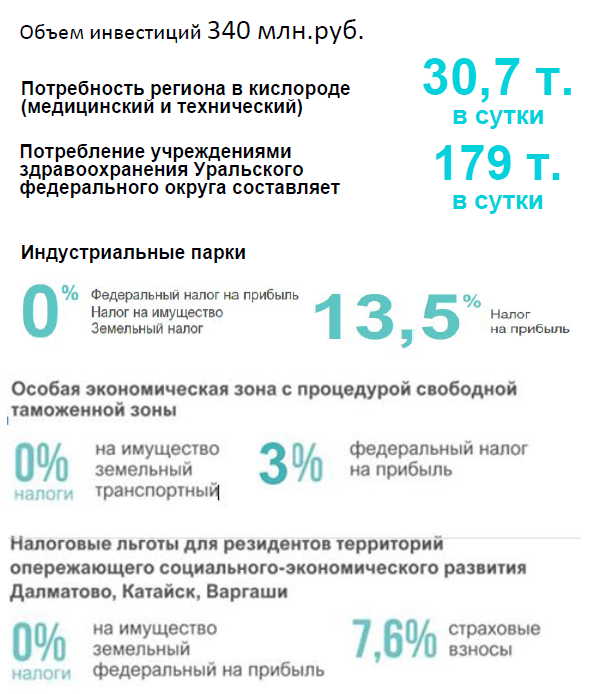 Объем инвестиций 340 млн.руб.
Потребность региона в кислороде
(медицинский и технический)
30,7 т.
в сутки
Потребление учреждениями
здравоохранения Уральского
федерального округа составляет
179 т.
в сутки
Индустриальные парки
0%
Федеральный налог на прибыль
Налог на имущество
Земельный налог
13,5%
Налог
на прибыль
Особая экономическая зона с процедурой свободной
таможенной зоны
0%
налоги
на имущество
земельный
транспортный
3%
федеральный налог
на прибыль
Налоговые льготы для резидентов территорий
опережающего социального-экономического развития
Далматово, Катайск, Варгаши
0%
налоги
на имущество
земельный
федеральный на прибыль
7,6%
страховые
взносы